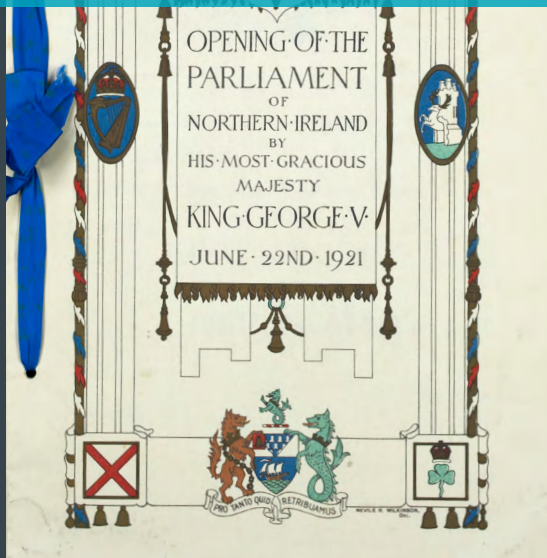 OPENING·OF·THE
PARLIAMENT
OF
NORTHERN·IRELAND
BY
HIS·MOST·GRACIOUS
MAJESTY
KING·GEORGE·V·
JUNE·22ND·1921
PRO TANTO QUID RETRIBUAMUS
NEVILE R. WILKINSON,
Del.